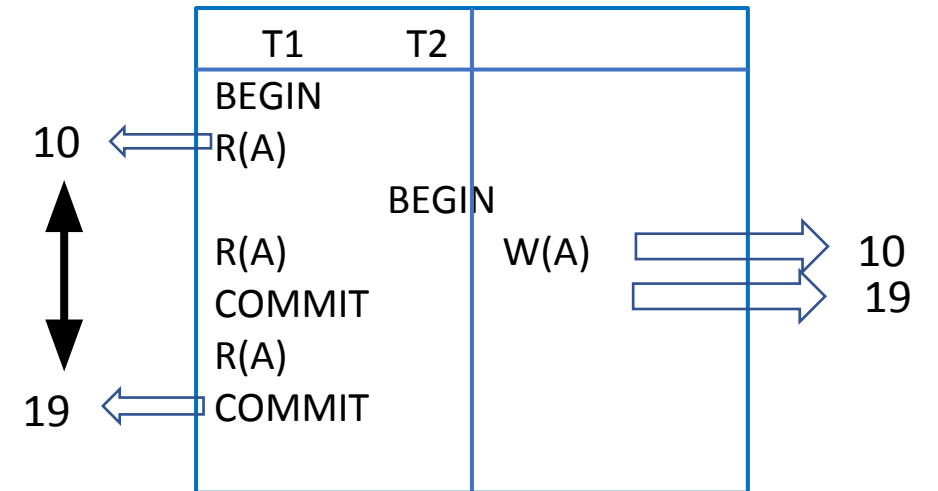 T1 T2
BEGIN
10 R(A)
BEGIN
R(A) W(A) 10
COMMIT 19
R(A)
19 COMMIT